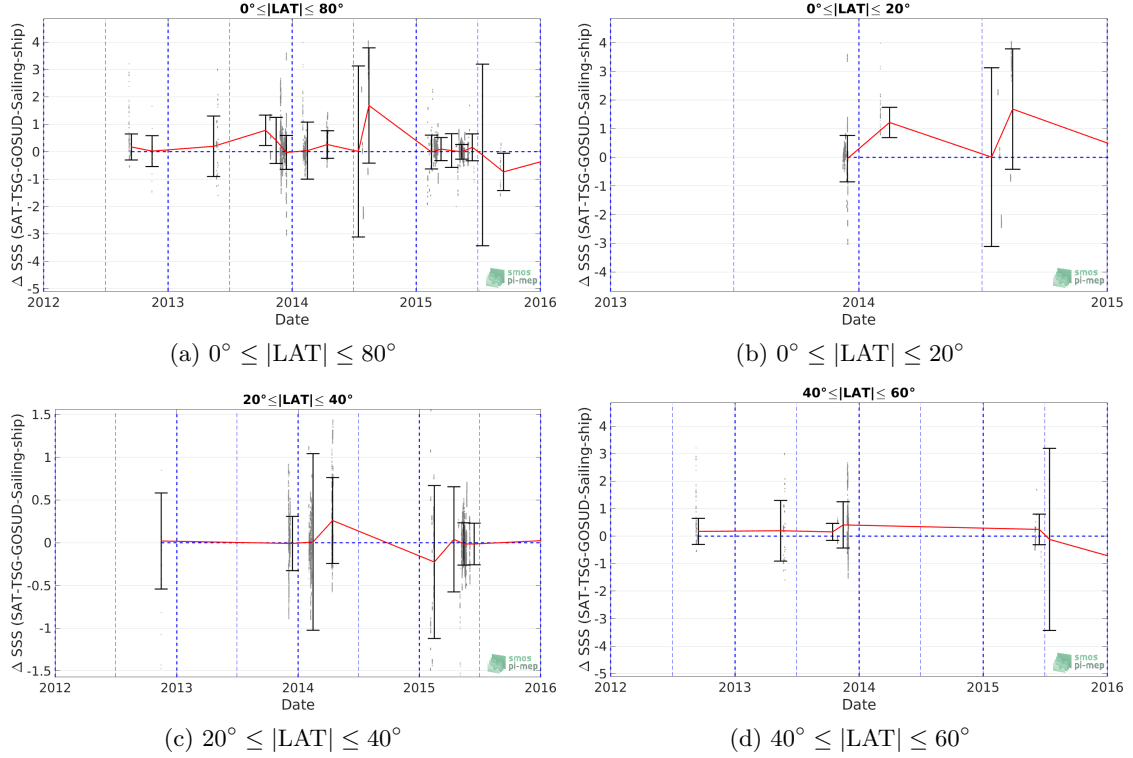 0°≤|LAT|≤ 80°
Δ SSS (SAT-TSG-GOSUD-Sailing-ship)
4
3
2
1
0
-1
-2
-3
-4
-5
2012
2013
2014
2015
2016
Date
smos
pi-mep
(a) 0° ≤ |LAT| ≤ 80°
0°≤|LAT|≤ 20°
Δ SSS (SAT-TSG-GOSUD-Sailing-ship)
4
3
2
1
0
-1
-2
-3
-4
2013
2014
2015
Date
smos
pi-mep
(b) 0° ≤ |LAT| ≤ 20°
20°≤|LAT|≤ 40°
Δ SSS (SAT-TSG-GOSUD-Sailing-ship)
1.5
1
0.5
0
-0.5
-1
-1.5
2012
2013
2014
2015
2016
Date
smos
pi-mep
(c) 20° ≤ |LAT| ≤ 40°
40°≤|LAT|≤ 60°
Δ SSS (SAT-TSG-GOSUD-Sailing-ship)
4
3
2
1
0
-1
-2
-3
-4
-5
2012
2013
2014
2015
2016
Date
smos
pi-mep
(d) 40° ≤ |LAT| ≤ 60°